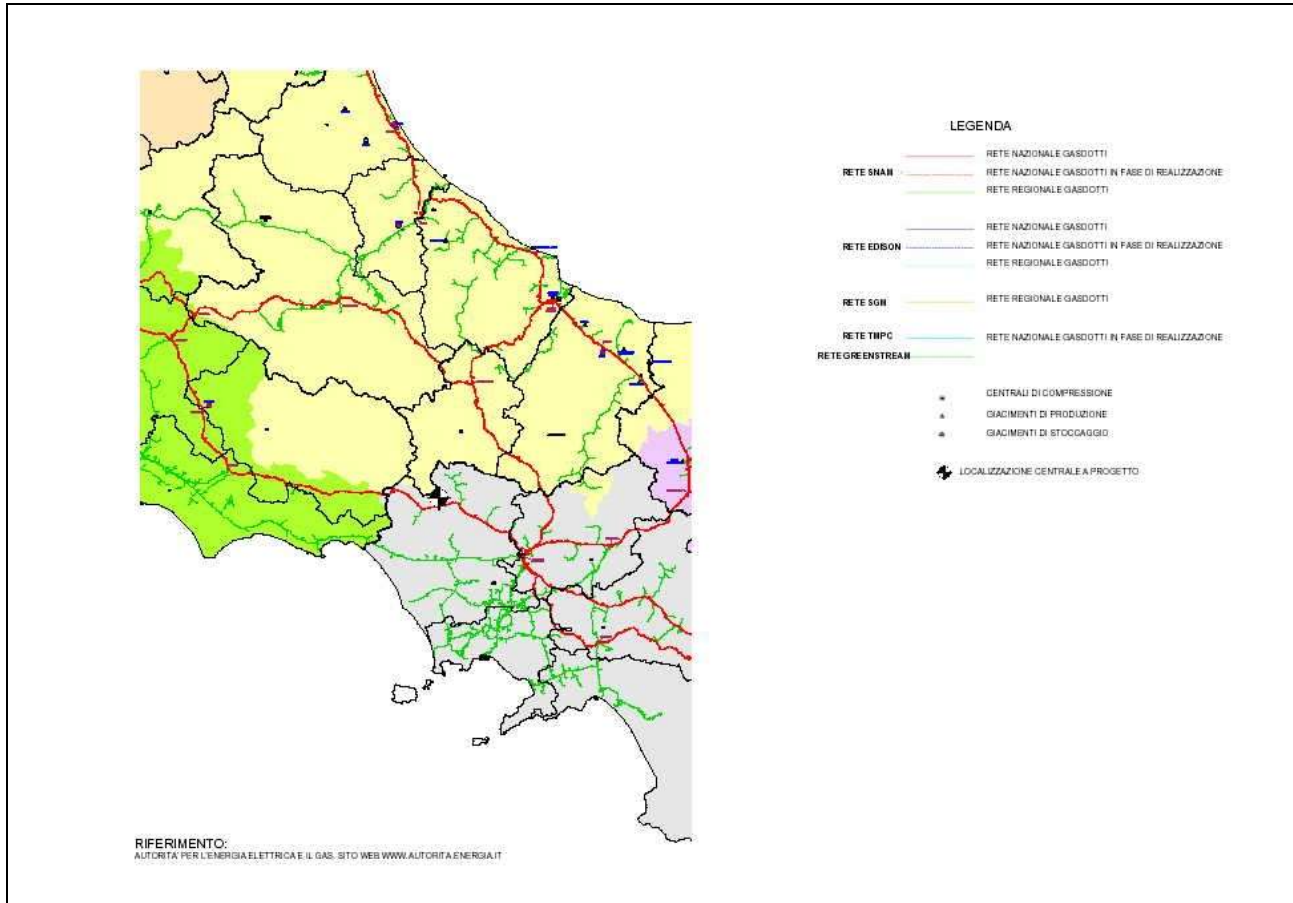 LEGENDA
RETE SNAM
RETE NAZIONALE GASDOTTI
RETE NAZIONALE GASDOTTI IN FASE DI REALIZZAZIONE
RETE REGIONALE GASDOTTI
RETE EDISON
RETE NAZIONALE GASDOTTI
RETE NAZIONALE GASDOTTI IN FASE DI REALIZZAZIONE
RETE REGIONALE GASDOTTI
RETE SGM
RETE REGIONALE GASDOTTI
RETE TMPC
RETE NAZIONALE GASDOTTI IN FASE DI REALIZZAZIONE
RETE GREENSTREAM
CENTRALI DI COMPRESSIONE
GIACIMENTI DI PRODUZIONE
GIACIMENTI DI STOCCAGGIO
LOCALIZZAZIONE CENTRALE A PROGETTO
RIFERIMENTO:
AUTORITA' PER L'ENERGIA ELETTRICA E IL GAS. SITO WEB WWW.AUTORITA.ENERGIA.IT